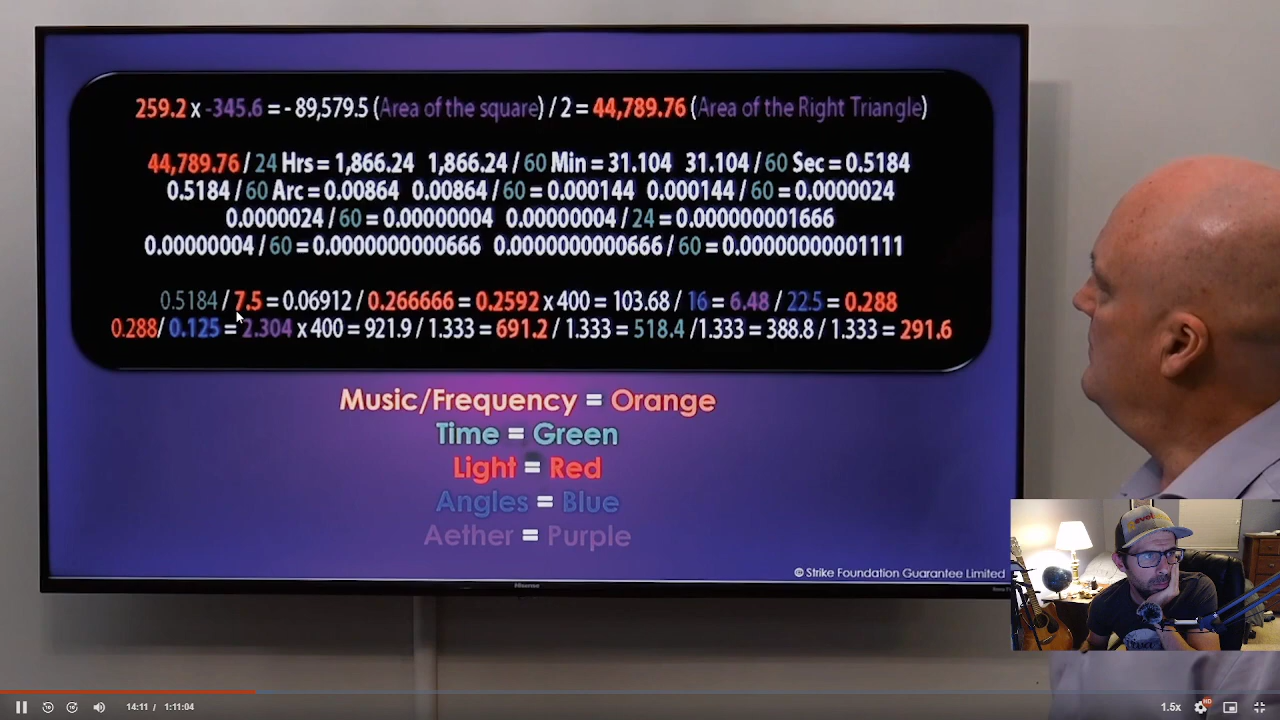 259.2 x -345.6 = - 89,579.5 (Area of the square) / 2 = 44,789.76 (Area of the Right Triangle)
44,789.76 / 24 Hrs = 1,866.24 1,866.24 / 60 Min = 31.104 31.104 / 60 Sec = 0.5184
0.5184 / 60 Arc = 0.00864 0.00864 / 60 = 0.000144 0.000144 / 60 = 0.0000024
0.0000024 / 60 = 0.00000004 0.00000004 / 24 = 0.000000001666
0.00000004 / 60 = 0.0000000000666 0.0000000000666 / 60 = 0.00000000001111
0.5184 / 7.5 = 0.06912 / 0.266666 = 0.2592 x 400 = 103.68 / 16 = 6.48 / 22.5 = 0.288
0.288/ 0.125 = 2.304 x 400 = 921.9 / 1.333 = 691.2 / 1.333 = 518.4 /1.333 = 388.8 / 1.333 = 291.6
Music/Frequency = Orange
Time = Green
Light = Red
Angles = Blue
Aether = Purple
© Strike Foundation Guarantee Limited
Hisense
14:11 / 1:11:04
1.5x
HD